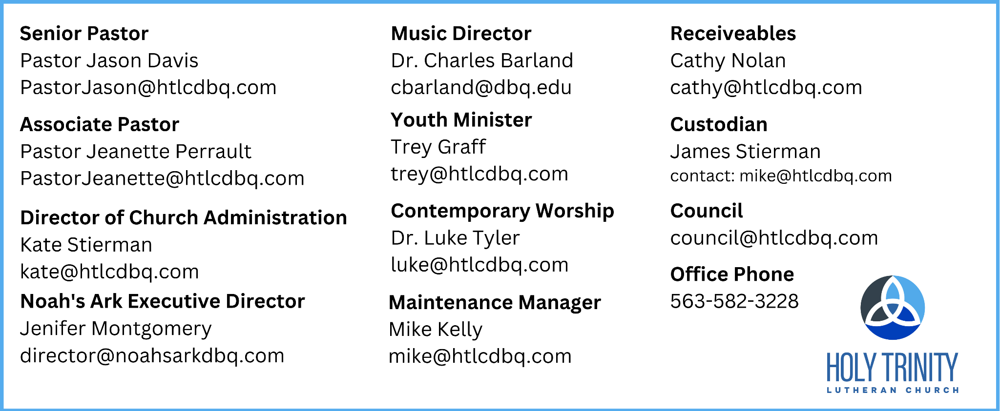 Senior Pastor
Pastor Jason Davis
PastorJason@htlcdbq.com
Associate Pastor
Pastor Jeanette Perrault
PastorJeanette@htlcdbq.com
Director of Church Administration
Kate Stierman
kate@htlcdbq.com
Noah's Ark Executive Director
Jenifer Montgomery
director@noahsarkdbq.com
Music Director
Dr. Charles Barland
cbarland@dbq.edu
Youth Minister
Trey Graff
trey@htlcdbq.com
Contemporary Worship
Dr. Luke Tyler
luke@htlcdbq.com
Maintenance Manager
Mike Kelly
mike@htlcdbq.com
Receiveables
Cathy Nolan
cathy@htlcdbq.com
Custodian
James Stierman
contact: mike@htlcdbq.com
Council
council@htlcdbq.com
Office Phone
563-582-3228
HOLY TRINITY
LUTHERAN CHURCH